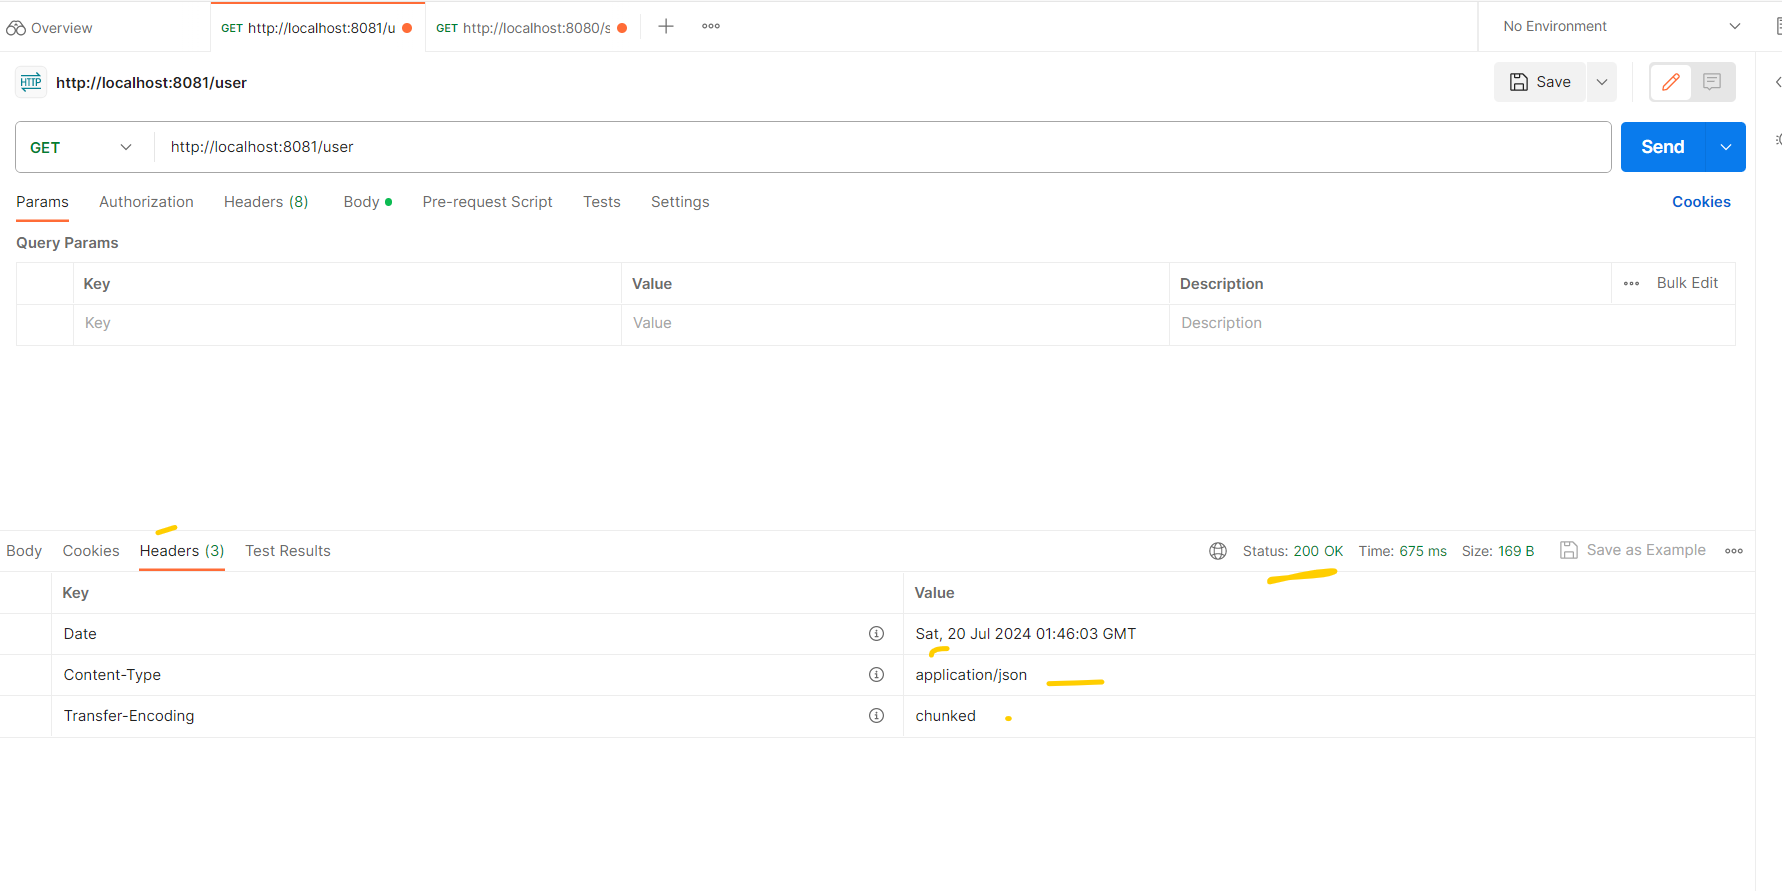 Overview GET http://localhost:8081/u GET http://localhost:8080/s No Environment
HTTP http://localhost:8081/user Save
GET http://localhost:8081/user Send
Params Authorization Headers (8) Body Pre-request Script Tests Settings Cookies
Query Params
Key Value Description Bulk Edit
Key Value Description
Body Cookies Headers (3) Test Results Status: 200 OK Time: 675 ms Size: 169 B Save as Example
Key Value
Date Sat, 20 Jul 2024 01:46:03 GMT
Content-Type application/json
Transfer-Encoding chunked